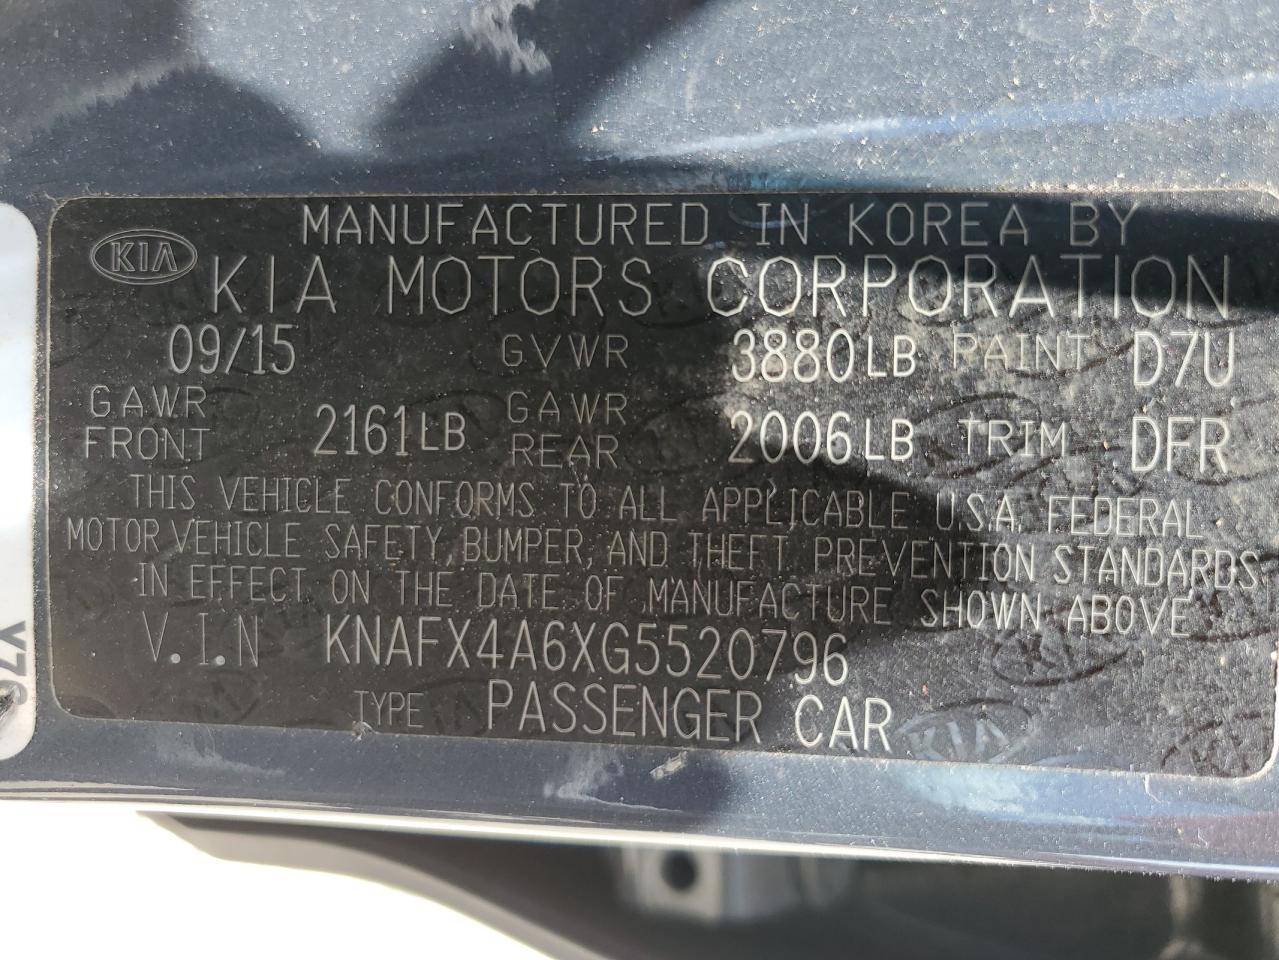 MANUFACTURED IN KOREA BY
KIA
KIA MOTORS CORPORATION
09/15 GVWR 3880LB PAINT D7U
GAWR FRONT 2161LB GAWR REAR 2006LB TRIM DFR
THIS VEHICLE CONFORMS TO ALL APPLICABLE U.S.A. FEDERAL
MOTOR VEHICLE SAFETY, BUMPER, AND THEFT PREVENTION STANDARDS
IN EFFECT ON THE DATE OF MANUFACTURE SHOWN ABOVE
V.I.N KNAFX4A6XG5520796
TYPE PASSENGER CAR
KIA